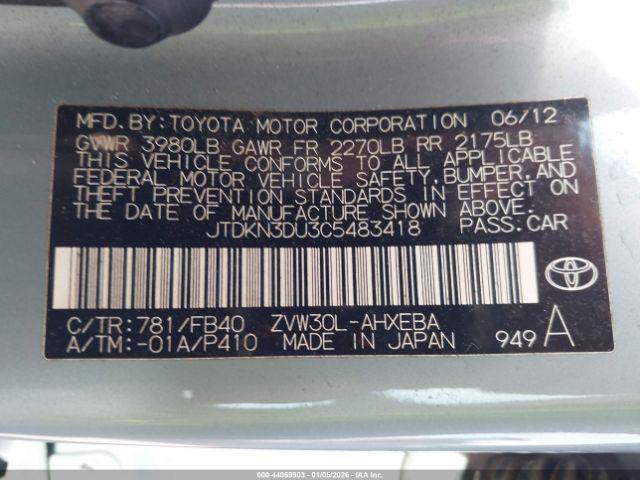 MFD. BY: TOYOTA MOTOR CORPORATION 06/12
GVWR 3980LB GAWR FR 2270LB RR 2175LB
THIS VEHICLE CONFORMS TO ALL APPLICABLE
FEDERAL MOTOR VEHICLE SAFETY, BUMPER, AND
THEFT PREVENTION STANDARDS IN EFFECT ON
THE DATE OF MANUFACTURE SHOWN ABOVE.
JTDKN3DU3C5483418 PASS. CAR
C/TR: 781/FB40 ZVW30L-AHXEBA
A/TM: -01A/P410 MADE IN JAPAN 949 A
000-44069903 | 01/05/2026 - IAA Inc.